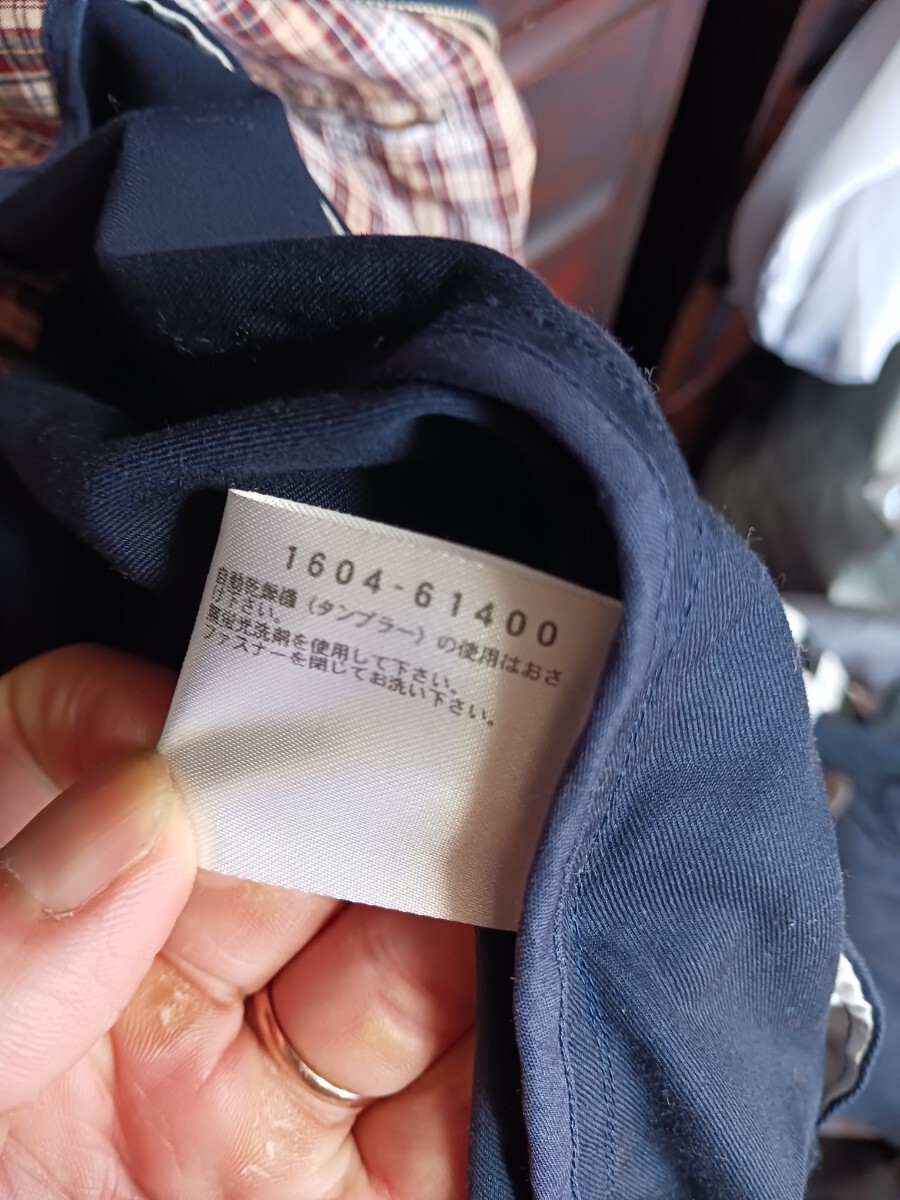 1604-61400
自動乾燥機（タンブラー）の使用はおさ
け下さい。
無蛍光洗剤を使用して下さい。
ファスナーを閉じてお洗い下さい。